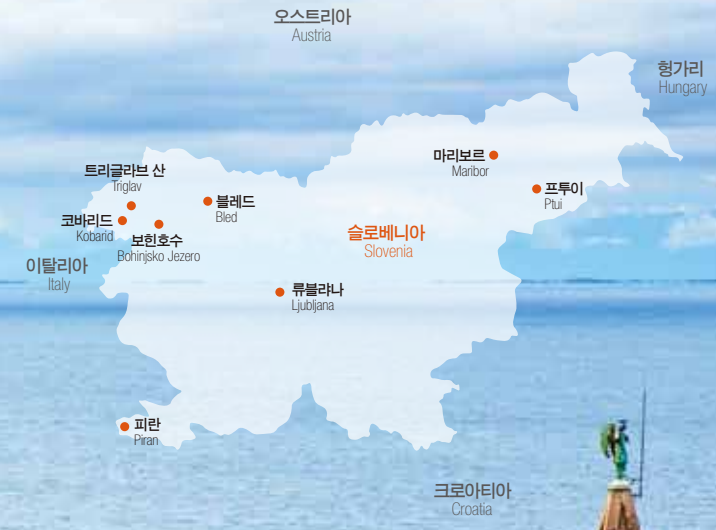 오스트리아
Austria
헝가리
Hungary
마리보르
Maribor
트리글라브 산
Triglav
프투이
Ptui
블레드
Bled
코바리드
Kobarid
보힌호수
Bohinjsko Jezero
슬로베니아
Slovenia
이탈리아
Italy
류블랴나
Ljubljana
피란
Piran
크로아티아
Croatia